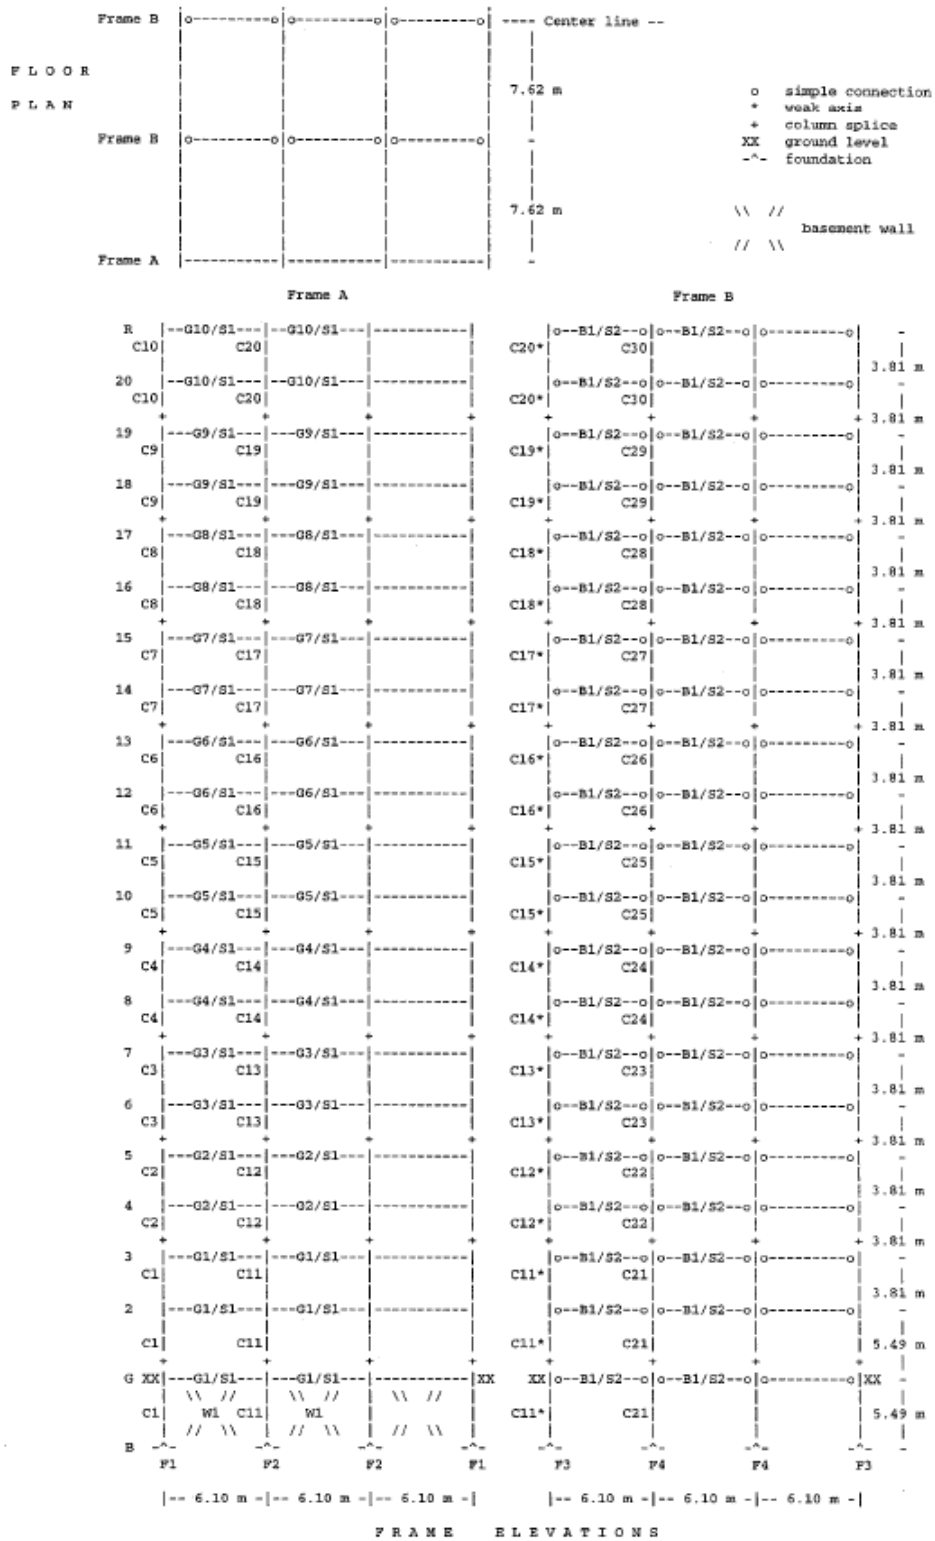 Frame B |o---------o|o---------o|o---------o| ---- Center line --
F L O O R
7.62 m
P L A N
o simple connection
* weak axis
+ column splice
XX ground level
-^- foundation
Frame B |o---------o|o---------o|o---------o| -
7.62 m
\\ //
basement wall
// \\
Frame A |-----------|-----------|-----------| -
Frame A Frame B
R |--G10/S1---|--G10/S1---|-----------| |o--B1/S2--o|o--B1/S2--o|o---------o| -
C10| C20| C20*| C30|
3.81 m
20 --G10/S1---|--G10/S1---|-----------| |o--B1/S2--o|o--B1/S2--o|o---------o| -
C10| C20| C20*| C30|
+ + + + + + + + 3.81 m
19 |---G9/S1---|---G9/S1---|-----------| |o--B1/S2--o|o--B1/S2--o|o---------o| -
C9| C19| C19*| C29|
3.81 m
18 |---G9/S1---|---G9/S1---|-----------| |o--B1/S2--o|o--B1/S2--o|o---------o| -
C9| C19| C19*| C29|
+ + + + + + + + 3.81 m
17 |---G8/S1---|---G8/S1---|-----------| |o--B1/S2--o|o--B1/S2--o|o---------o| -
C8| C18| C18*| C28|
3.81 m
16 |---G8/S1---|---G8/S1---|-----------| |o--B1/S2--o|o--B1/S2--o|o---------o| -
C8| C18| C18*| C28|
+ + + + + + + + 3.81 m
15 |---G7/S1---|---G7/S1---|-----------| |o--B1/S2--o|o--B1/S2--o|o---------o| -
C7| C17| C17*| C27|
3.81 m
14 |---G7/S1---|---G7/S1---|-----------| |o--B1/S2--o|o--B1/S2--o|o---------o| -
C7| C17| C17*| C27|
+ + + + + + + + 3.81 m
13 |---G6/S1---|---G6/S1---|-----------| |o--B1/S2--o|o--B1/S2--o|o---------o| -
C6| C16| C16*| C26|
3.81 m
12 |---G6/S1---|---G6/S1---|-----------| |o--B1/S2--o|o--B1/S2--o|o---------o| -
C6| C16| C16*| C26|
+ + + + + + + + 3.81 m
11 |---G5/S1---|---G5/S1---|-----------| |o--B1/S2--o|o--B1/S2--o|o---------o| -
C5| C15| C15*| C25|
3.81 m
10 |---G5/S1---|---G5/S1---|-----------| |o--B1/S2--o|o--B1/S2--o|o---------o| -
C5| C15| C15*| C25|
+ + + + + + + + 3.81 m
9 |---G4/S1---|---G4/S1---|-----------| |o--B1/S2--o|o--B1/S2--o|o---------o| -
C4| C14| C14*| C24|
3.81 m
8 |---G4/S1---|---G4/S1---|-----------| |o--B1/S2--o|o--B1/S2--o|o---------o| -
C4| C14| C14*| C24|
+ + + + + + + + 3.81 m
7 |---G3/S1---|---G3/S1---|-----------| |o--B1/S2--o|o--B1/S2--o|o---------o| -
C3| C13| C13*| C23|
3.81 m
6 |---G3/S1---|---G3/S1---|-----------| |o--B1/S2--o|o--B1/S2--o|o---------o| -
C3| C13| C13*| C23|
+ + + + + + + + 3.81 m
5 |---G2/S1---|---G2/S1---|-----------| |o--B1/S2--o|o--B1/S2--o|o---------o| -
C2| C12| C12*| C22|
3.81 m
4 |---G2/S1---|---G2/S1---|-----------| |o--B1/S2--o|o--B1/S2--o|o---------o| -
C2| C12| C12*| C22|
+ + + + + + + + 3.81 m
3 |---G1/S1---|---G1/S1---|-----------| |o--B1/S2--o|o--B1/S2--o|o---------o| -
C1| C11| C11*| C21|
3.81 m
2 |---G1/S1---|---G1/S1---|-----------| |o--B1/S2--o|o--B1/S2--o|o---------o| -
C1| C11| C11*| C21| 5.49 m
+ + + + + + + +
G XX|---G1/S1---|---G1/S1---|-----------|XX XX|o--B1/S2--o|o--B1/S2--o|o---------o|XX -
\\ // \\ // \\ //
C1| W1 C11| W1 C11*| C21| 5.49 m
// \\ // \\ // \\
B -^- -^- -^- -^- -^- -^- -^- -^- -
F1 F2 F2 F1 F3 F4 F4 F3
|-- 6.10 m -|-- 6.10 m -|-- 6.10 m -| |-- 6.10 m -|-- 6.10 m -|-- 6.10 m -|
F R A M E E L E V A T I O N S